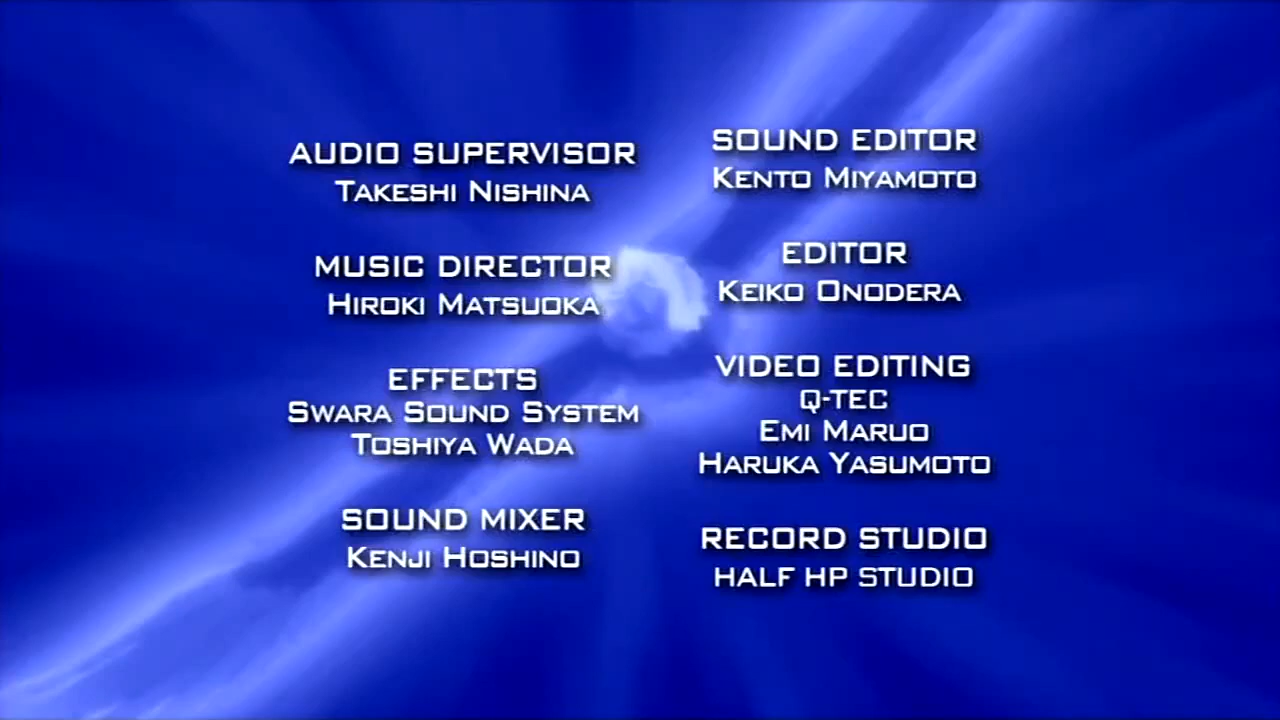 AUDIO SUPERVISOR
TAKESHI NISHINA
MUSIC DIRECTOR
HIROKI MATSUOKA
EFFECTS
SWARA SOUND SYSTEM
TOSHIYA WADA
SOUND MIXER
KENJI HOSHINO
SOUND EDITOR
KENTO MIYAMOTO
EDITOR
KEIKO ONODERA
VIDEO EDITING
Q-TEC
EMI MARUO
HARUKA YASUMOTO
RECORD STUDIO
HALF HP STUDIO